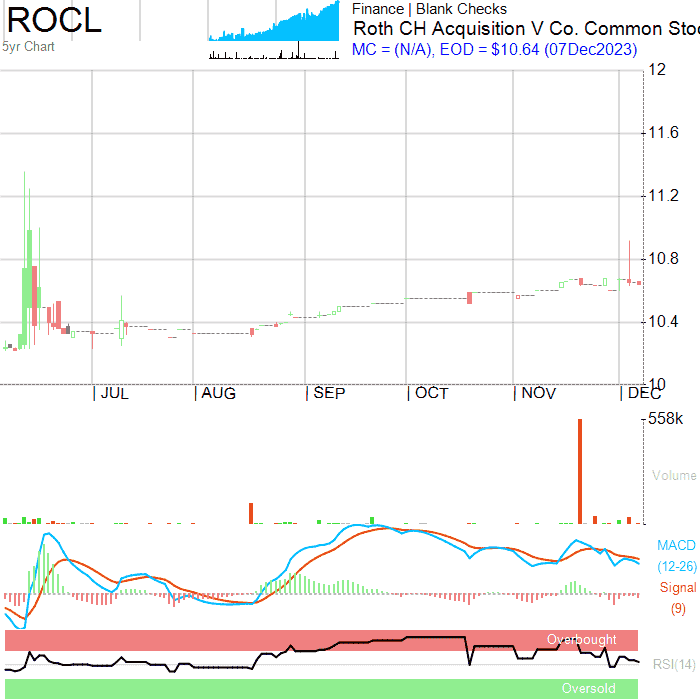 ROCL
5yr Chart
Finance | Blank Checks
Roth CH Acquisition V Co. Common Sto
MC = (N/A), EOD = $10.64 (07Dec2023)
12
11.6
11.2
10.8
10.4
10
JUL
AUG
SEP
OCT
NOV
DEC
558k
Volume
MACD
(12-26)
Signal
(9)
Overbought
RSI(14)
Oversold